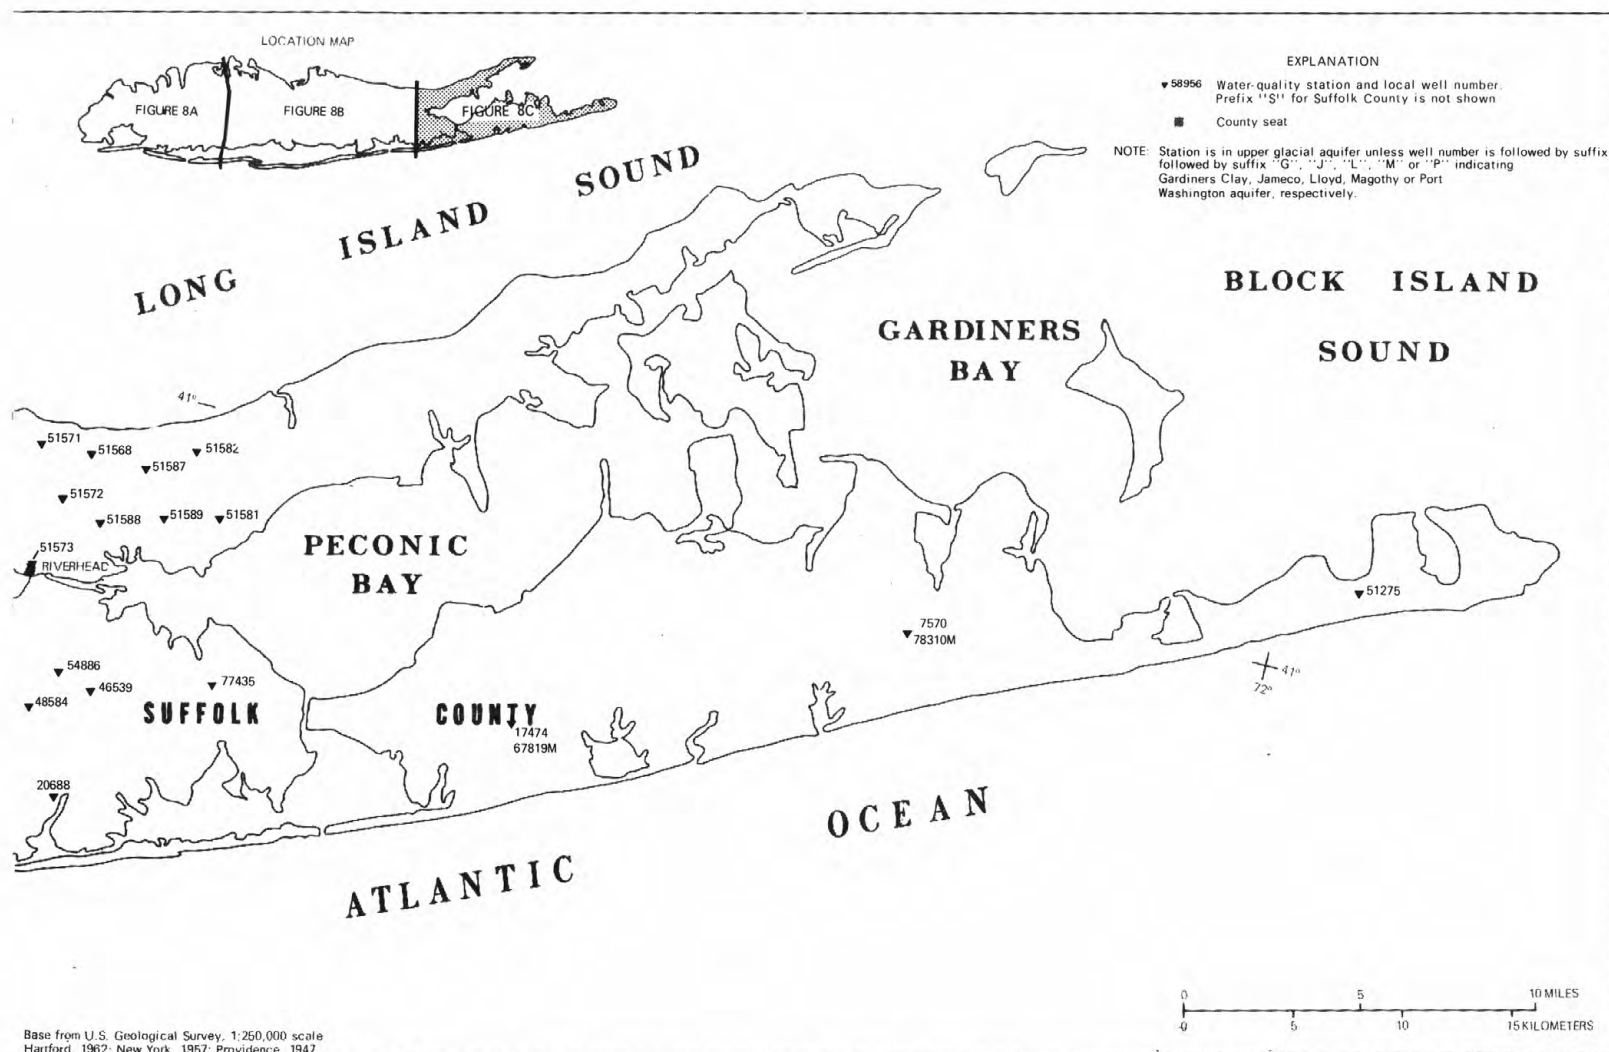 LOCATION MAP
FIGURE 8A
FIGURE 8B
FIGURE 8C
EXPLANATION
58956 Water-quality station and local well number.
Prefix ''S'' for Suffolk County is not shown
County seat
NOTE: Station is in upper glacial aquifer unless well number is followed by suffix
followed by suffix ''G'', ''J'', ''L'', ''M'' or ''P'' indicating
Gardiners Clay, Jameco, Lloyd, Magothy or Port
Washington aquifer, respectively.
LONG ISLAND SOUND
BLOCK ISLAND
SOUND
GARDINERS
BAY
41°
51571
51568
51582
51587
51572
51588
51589
51581
51573
RIVERHEAD
PECONIC
BAY
51275
7570
78310M
41°
72°
54886
46539
77435
48584
SUFFOLK COUNTY
17474
67819M
20688
ATLANTIC OCEAN
0 5 10 MILES
0 5 10 15 KILOMETERS
Base from U.S. Geological Survey, 1:250,000 scale
Hartford, 1962; New York, 1957; Providence, 1947